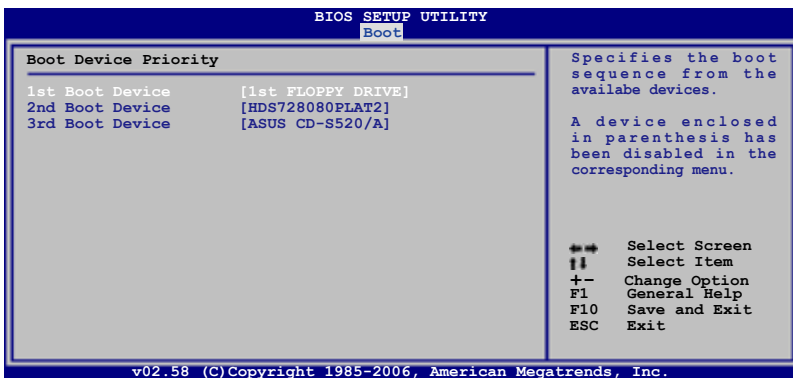 BIOS SETUP UTILITY
Boot
Boot Device Priority
1st Boot Device [1st FLOPPY DRIVE]
2nd Boot Device [HDS728080PLAT2]
3rd Boot Device [ASUS CD-S520/A]
Specifies the boot
sequence from the
availabe devices.
A device enclosed
in parenthesis has
been disabled in the
corresponding menu.
←→ Select Screen
↑↓ Select Item
+- Change Option
F1 General Help
F10 Save and Exit
ESC Exit
v02.58 (C)Copyright 1985-2006, American Megatrends, Inc.